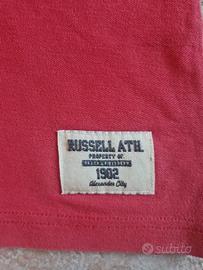 RUSSELL ATH.
PROPERTY OF
1902
Alexander City
subito